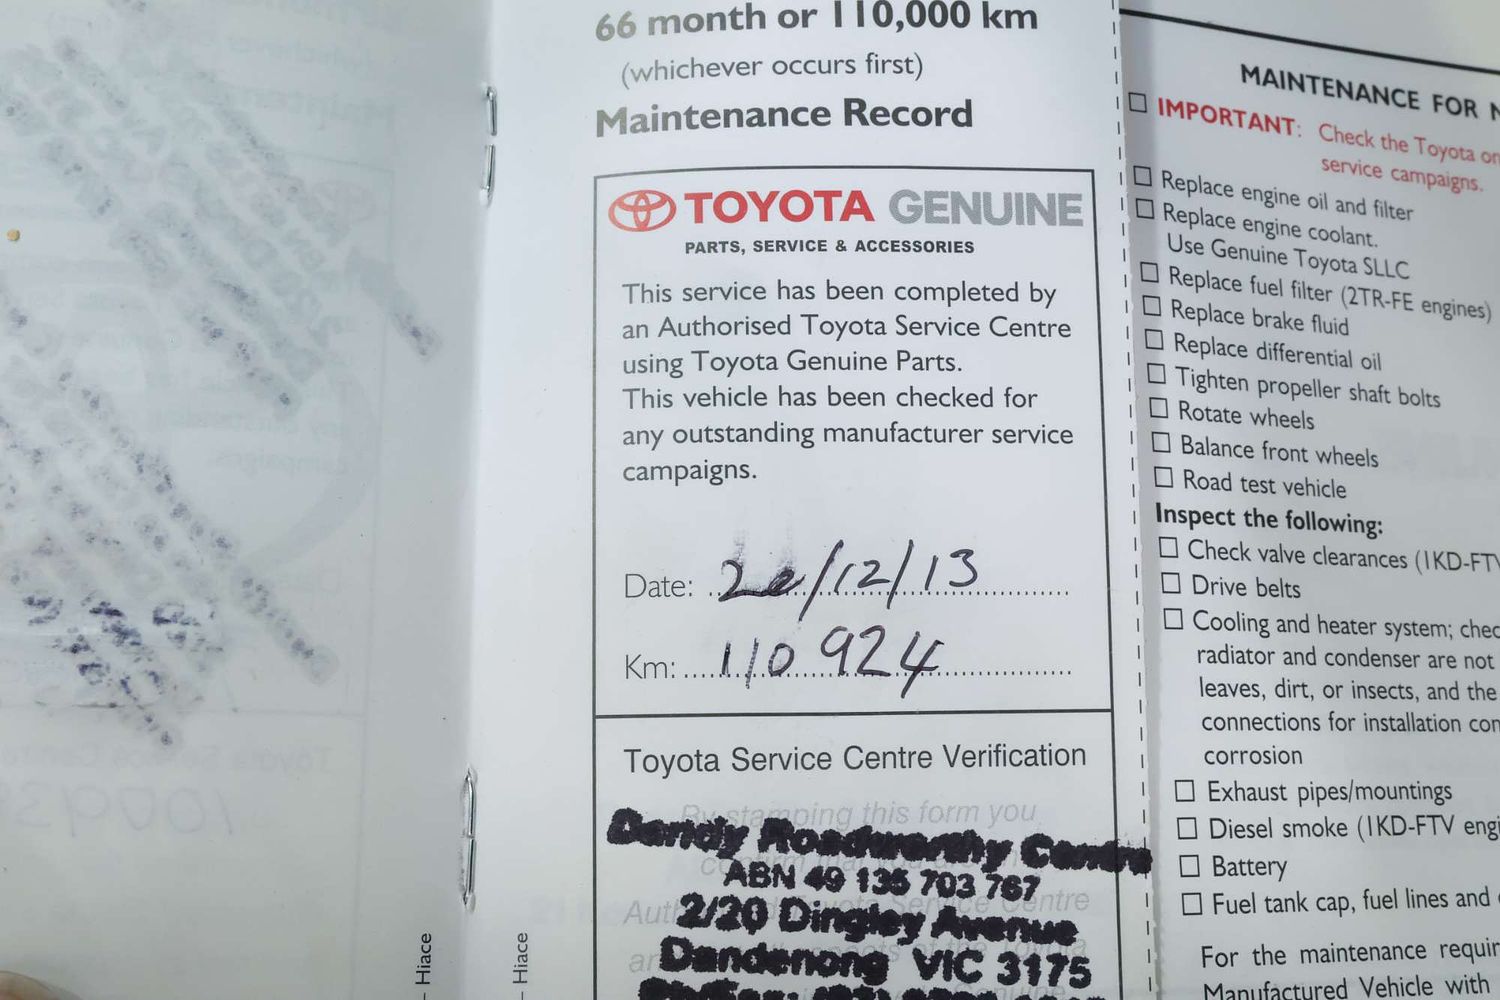 66 month or 110,000 km
(whichever occurs first)
Maintenance Record
TOYOTA GENUINE
PARTS, SERVICE & ACCESSORIES
This service has been completed by
an Authorised Toyota Service Centre
using Toyota Genuine Parts.
This vehicle has been checked for
any outstanding manufacturer service
campaigns.
Date: 20/12/13
Km: 110 924
Toyota Service Centre Verification
By stamping this form you
Dandy Roadworthy Centre
ABN 49 135 703 767
2/20 Dingley Avenue
Dandenong VIC 3175
– Hiace
– Hiace
MAINTENANCE FOR
IMPORTANT: Check the Toyota
service campaigns.
Replace engine oil and filter
Replace engine coolant.
Use Genuine Toyota SLLC
Replace fuel filter (2TR-FE engines)
Replace brake fluid
Replace differential oil
Tighten propeller shaft bolts
Rotate wheels
Balance front wheels
Road test vehicle
Inspect the following:
Check valve clearances (1KD-FTV
Drive belts
Cooling and heater system;
radiator and condenser are not
leaves, dirt, or insects, and the
connections for installation
corrosion
Exhaust pipes/mountings
Diesel smoke (1KD-FTV
Battery
Fuel tank cap, fuel lines and
For the maintenance
Manufactured Vehicle with